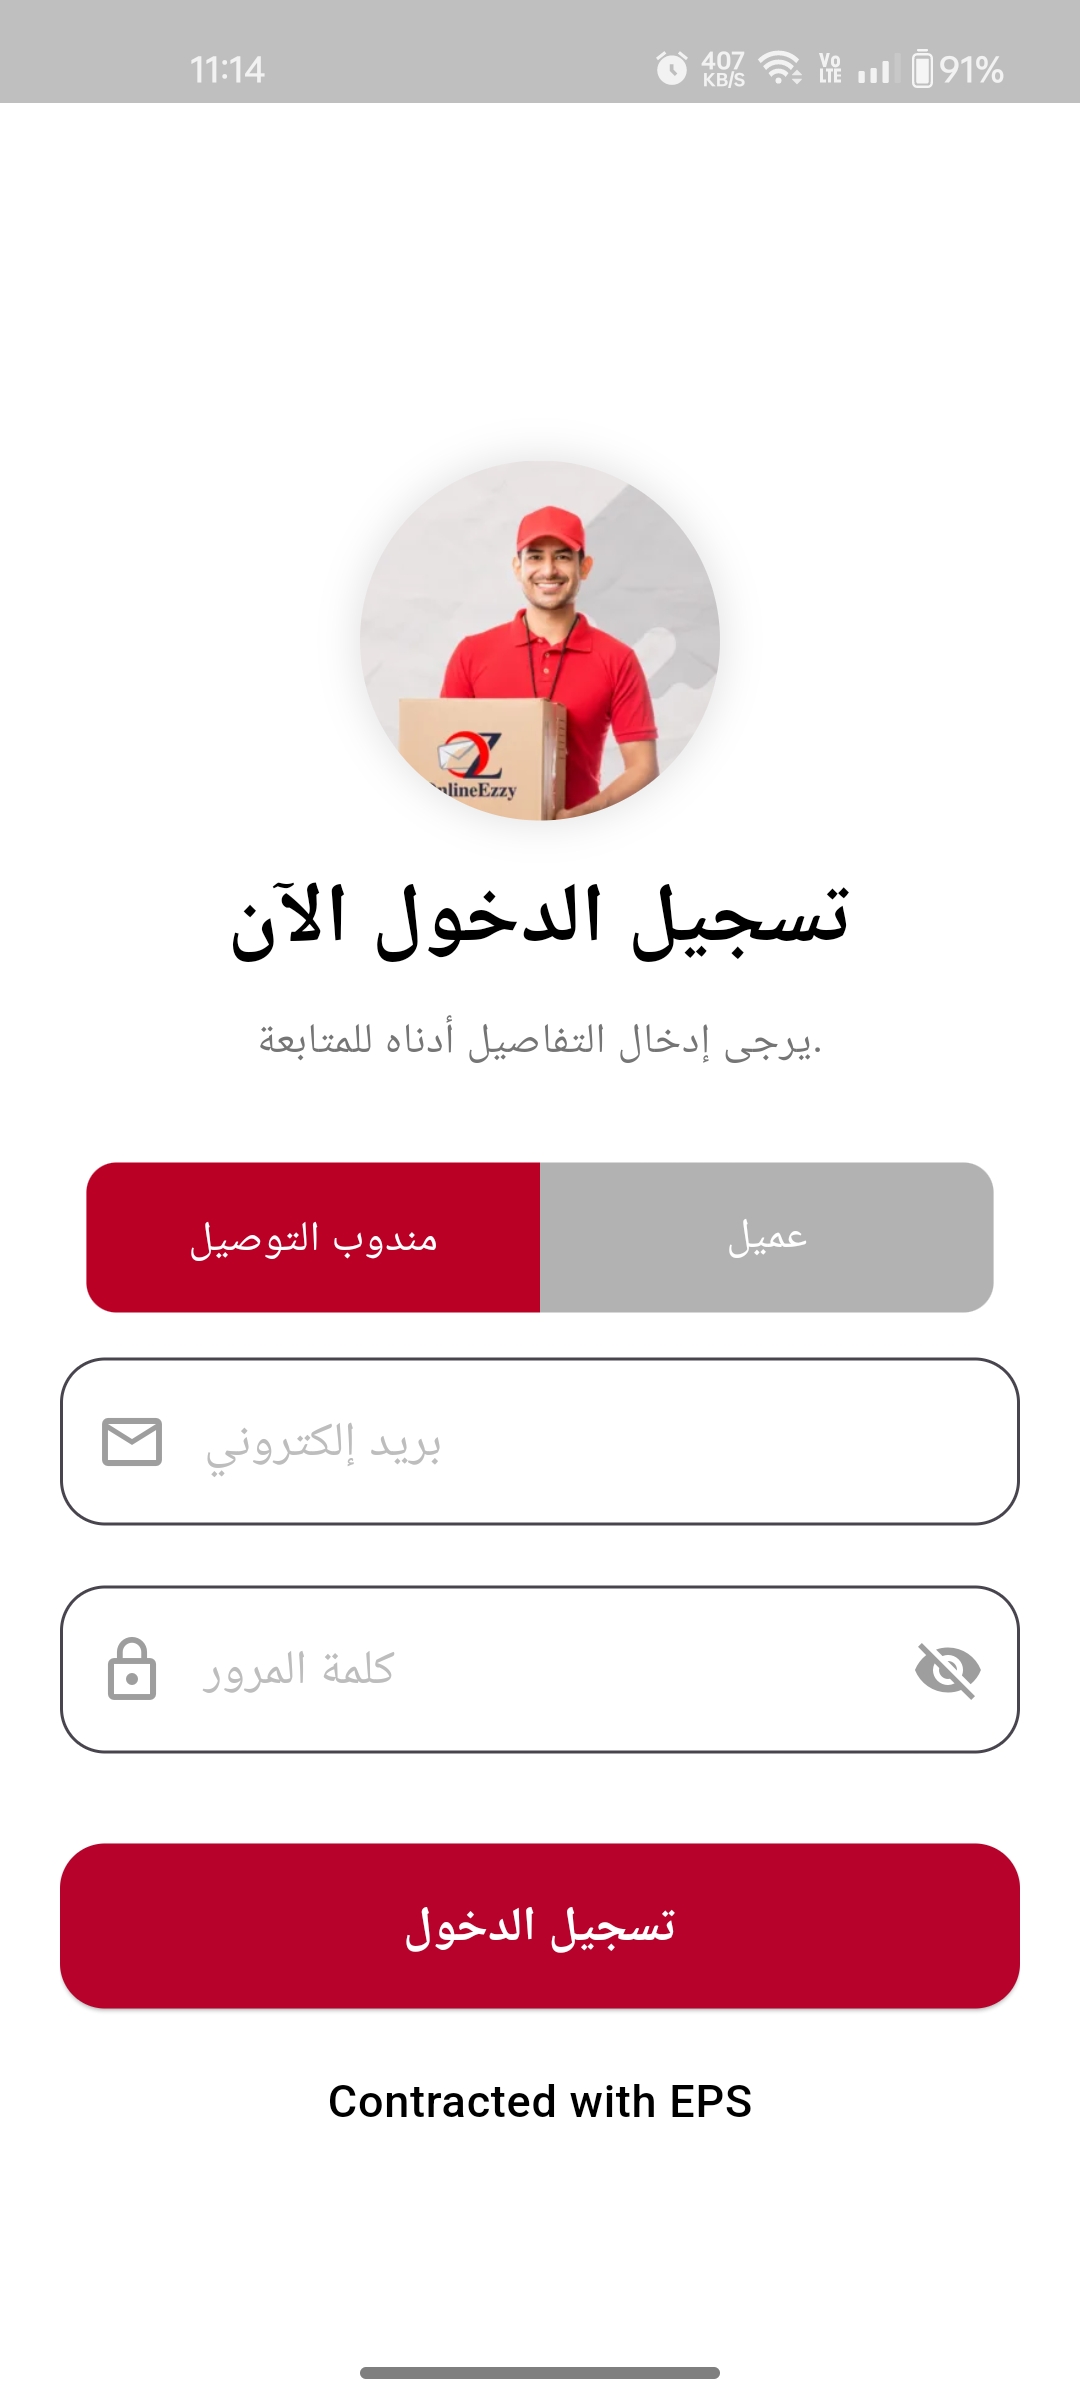 11:14
407 KB/S Vo LTE 91%
OZ
OnlineEzzy
تسجيل الدخول الآن
.يرجى إدخال التفاصيل أدناه للمتابعة
مندوب التوصيل
عميل
بريد إلكتروني
كلمة المرور
تسجيل الدخول
Contracted with EPS